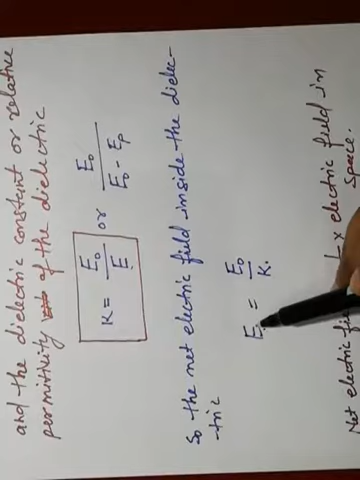 and the dielectric constant or relative
permittivity of the dielectric
K = E₀/E or E₀/(E₀ - Eₚ)
So the net electric field inside the dielec-
-tric
E = E₀/K.
Net electric × electric field in
space.